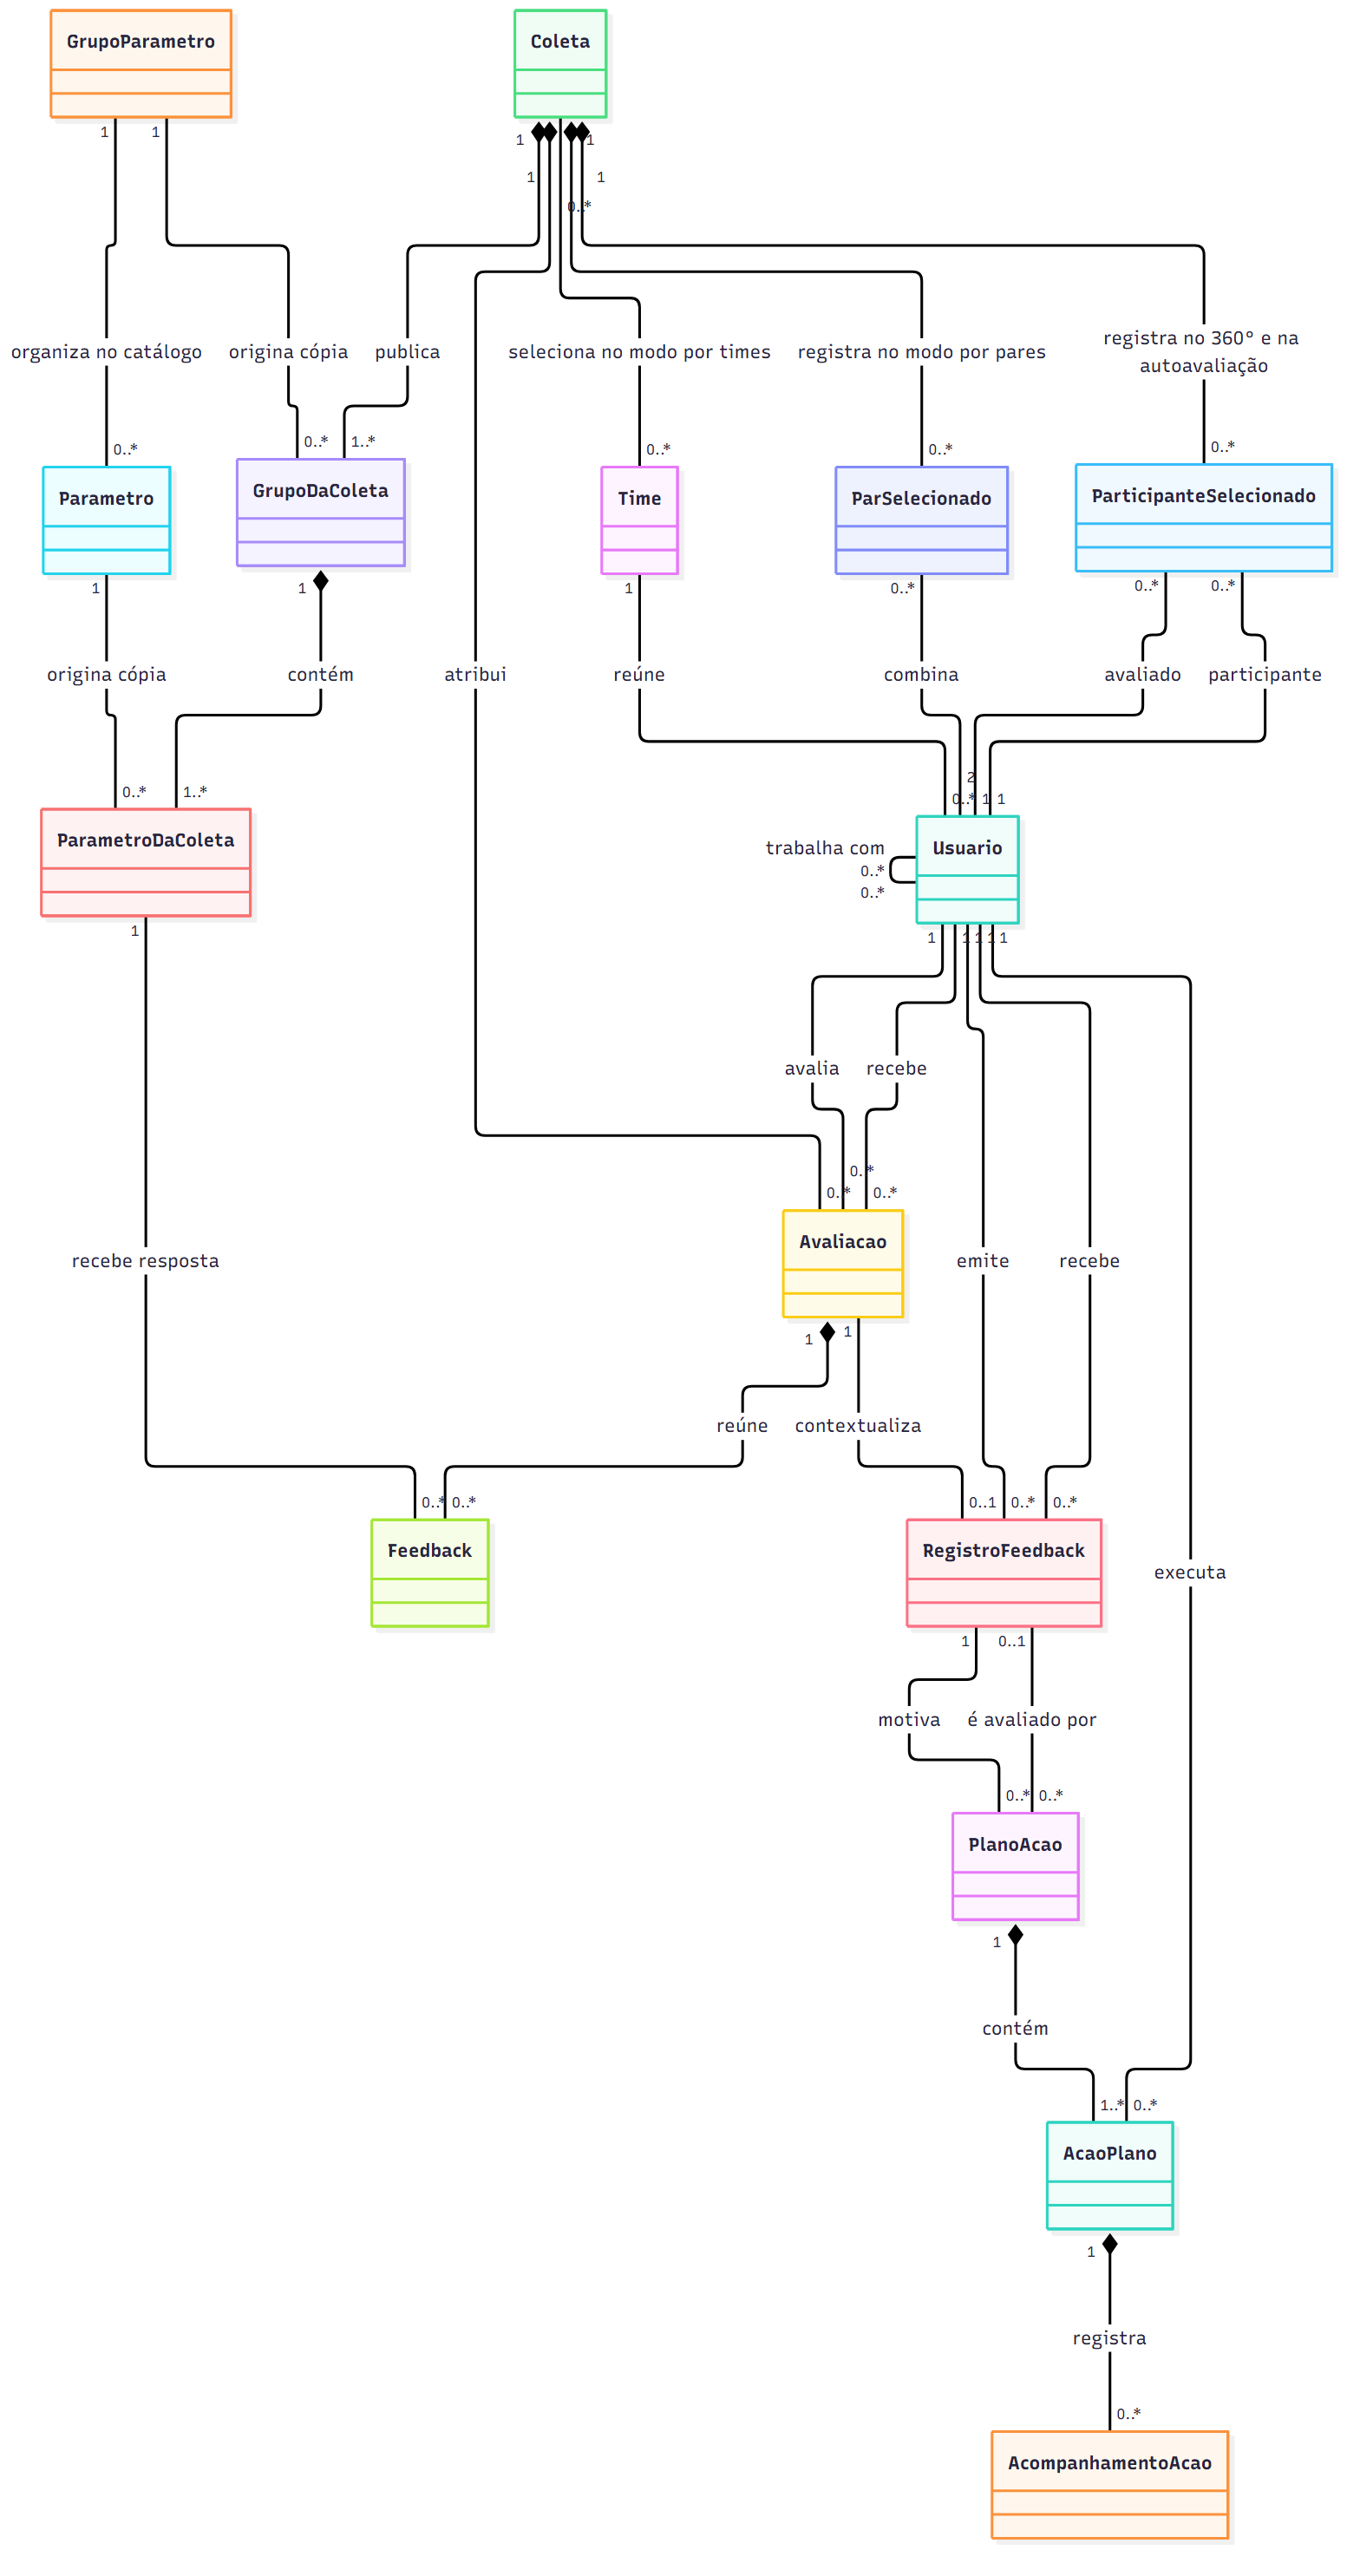 GrupoParametro
Coleta
1
1
1
1
1
1
0..*
organiza no catálogo
origina cópia
publica
seleciona no modo por times
registra no modo por pares
registra no 360° e na
autoavaliação
0..*
0..*
1..*
0..*
0..*
0..*
Parametro
GrupoDaColeta
Time
ParSelecionado
ParticipanteSelecionado
1
1
1
0..*
0..*
0..*
origina cópia
contém
atribui
reúne
combina
avaliado
participante
0..*
1..*
2
0..*
1
1
ParametroDaColeta
Usuario
trabalha com
0..*
0..*
1
1
1
1
1
1
avalia
recebe
0..*
0..*
0..*
Avaliacao
recebe resposta
emite
recebe
1
1
reúne
contextualiza
0..*
0..*
0..1
0..*
0..*
Feedback
RegistroFeedback
executa
1
0..1
motiva
é avaliado por
0..*
0..*
PlanoAcao
1
contém
1..*
0..*
AcaoPlano
1
registra
0..*
AcompanhamentoAcao